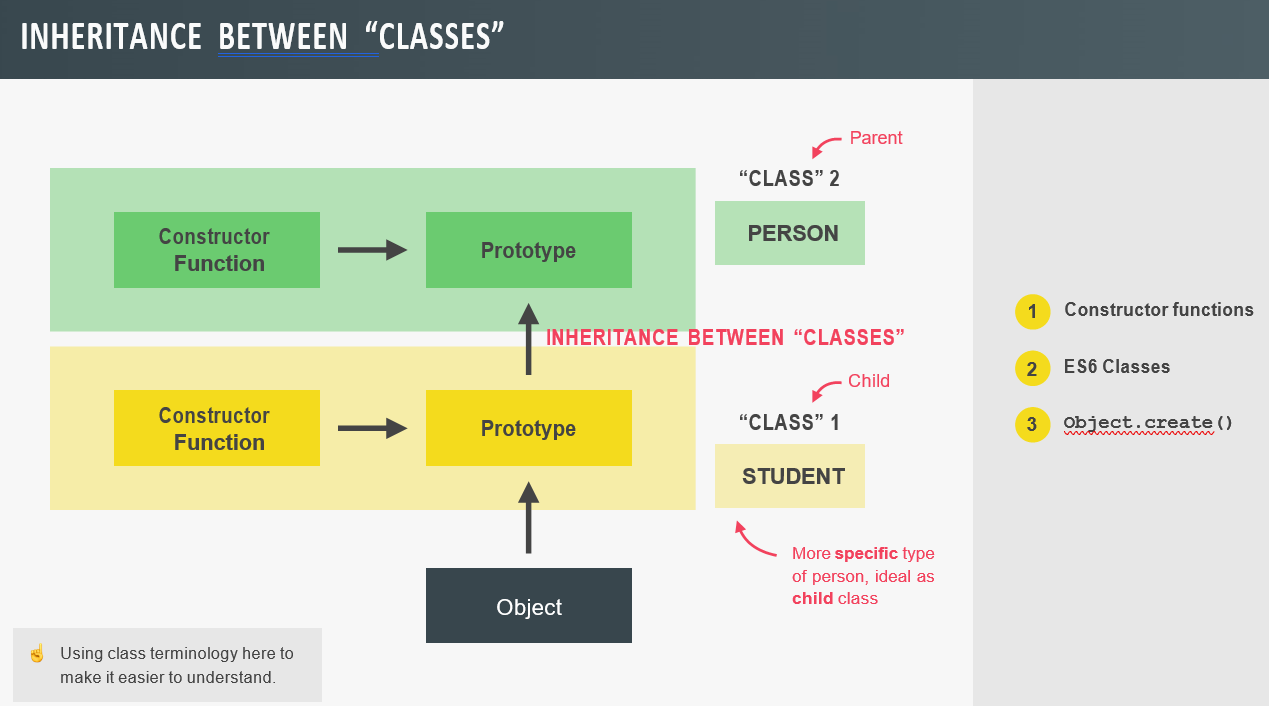 INHERITANCE BETWEEN “CLASSES”
Parent
“CLASS” 2
Constructor
Function
Prototype
PERSON
INHERITANCE BETWEEN “CLASSES”
Child
“CLASS” 1
Constructor
Function
Prototype
STUDENT
More specific type
of person, ideal as
child class
Object
☝ Using class terminology here to
make it easier to understand.
1 Constructor functions
2 ES6 Classes
3 Object.create()